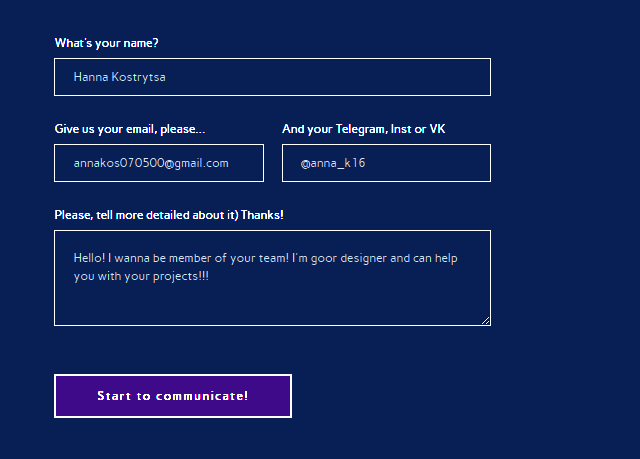 What's your name?
Hanna Kostrytsa
Give us your email, please...
And your Telegram, Inst or VK
annakos070500@gmail.com
@anna_k16
Please, tell more detailed about it) Thanks!
Hello! I wanna be member of your team! I'm goor designer and can help
you with your projects!!!
Start to communicate!